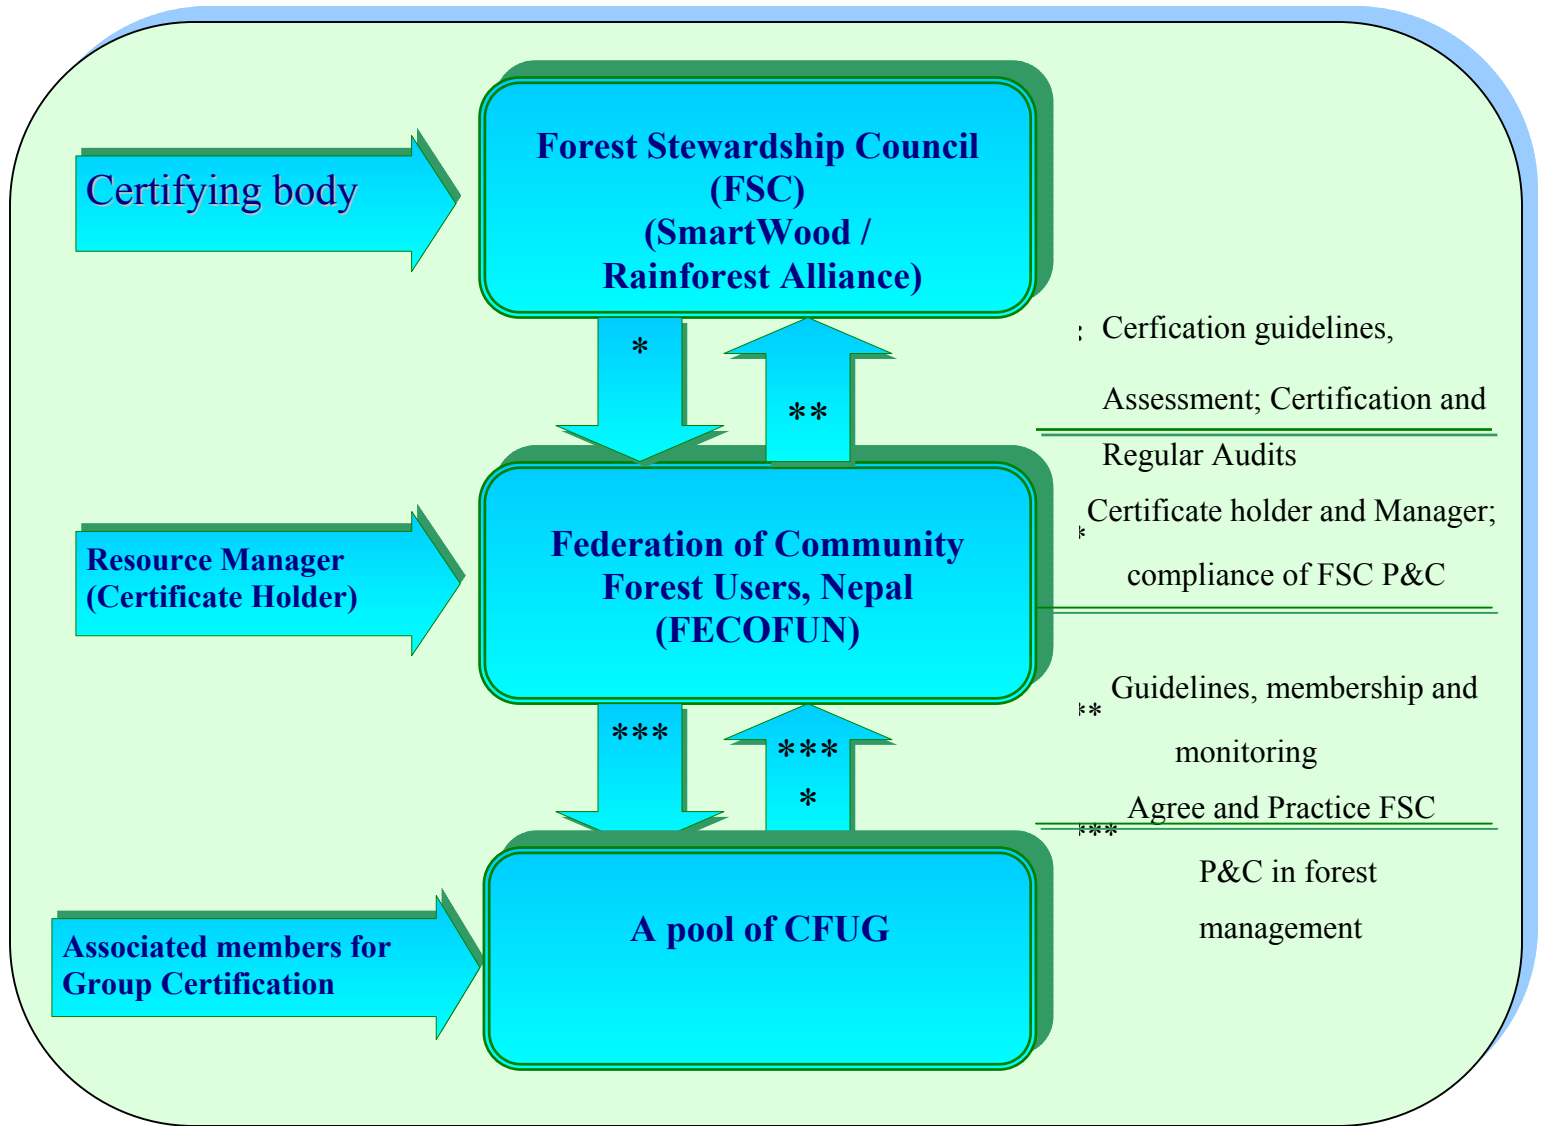 Forest Stewardship Council
(FSC)
(SmartWood /
Rainforest Alliance)
Certifying body
*
**
Cerfication guidelines,
Assessment; Certification and
Regular Audits
Federation of Community
Forest Users, Nepal
(FECOFUN)
Resource Manager
(Certificate Holder)
* Certificate holder and Manager;
compliance of FSC P&C
***
***
*
** Guidelines, membership and
monitoring
*** Agree and Practice FSC
P&C in forest
management
A pool of CFUG
Associated members for
Group Certification